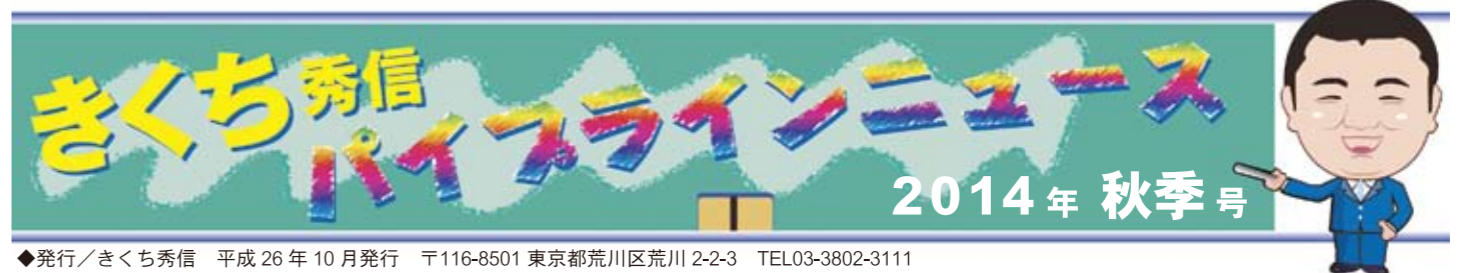 きくち秀信
パイプラインニュース
2014年 秋季号
◆発行／きくち秀信　平成26年10月発行　〒116-8501 東京都荒川区荒川2-2-3　TEL03-3802-3111